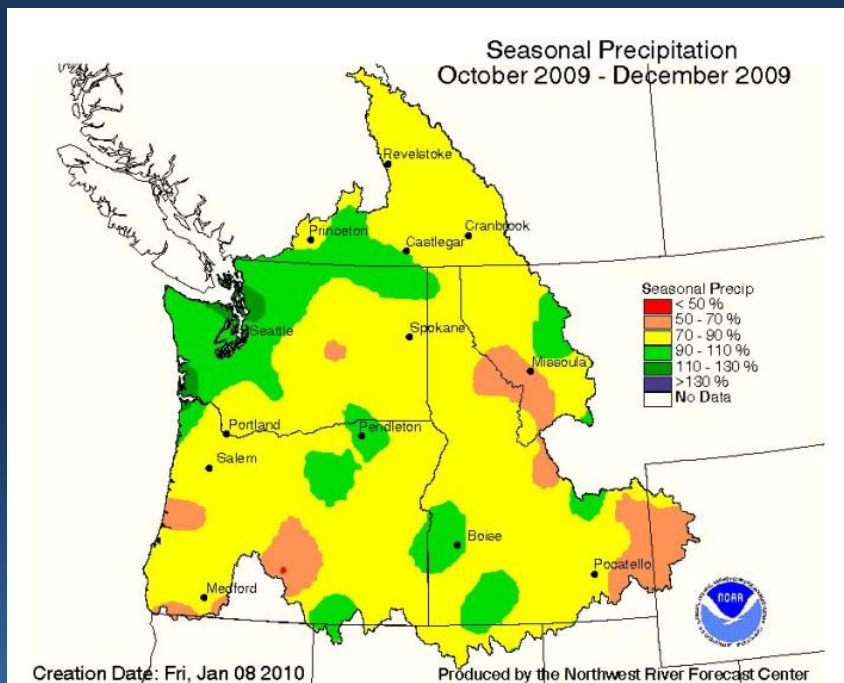 Seasonal Precipitation
October 2009 - December 2009
Revelstoke
Princeton
Cranbrook
Castlegar
Seattle
Spokane
Missoula
Portland
Pendleton
Salem
Boise
Pocatello
Medford
Seasonal Precip
< 50 %
50 - 70 %
70 - 90 %
90 - 110 %
110 - 130 %
>130 %
No Data
NOAA
Creation Date: Fri, Jan 08 2010
Produced by the Northwest River Forecast Center